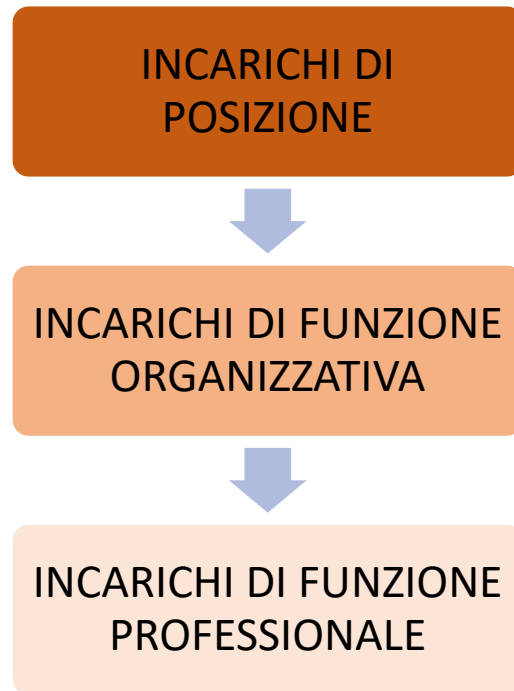 INCARICHI DI
POSIZIONE
INCARICHI DI FUNZIONE
ORGANIZZATIVA
INCARICHI DI FUNZIONE
PROFESSIONALE